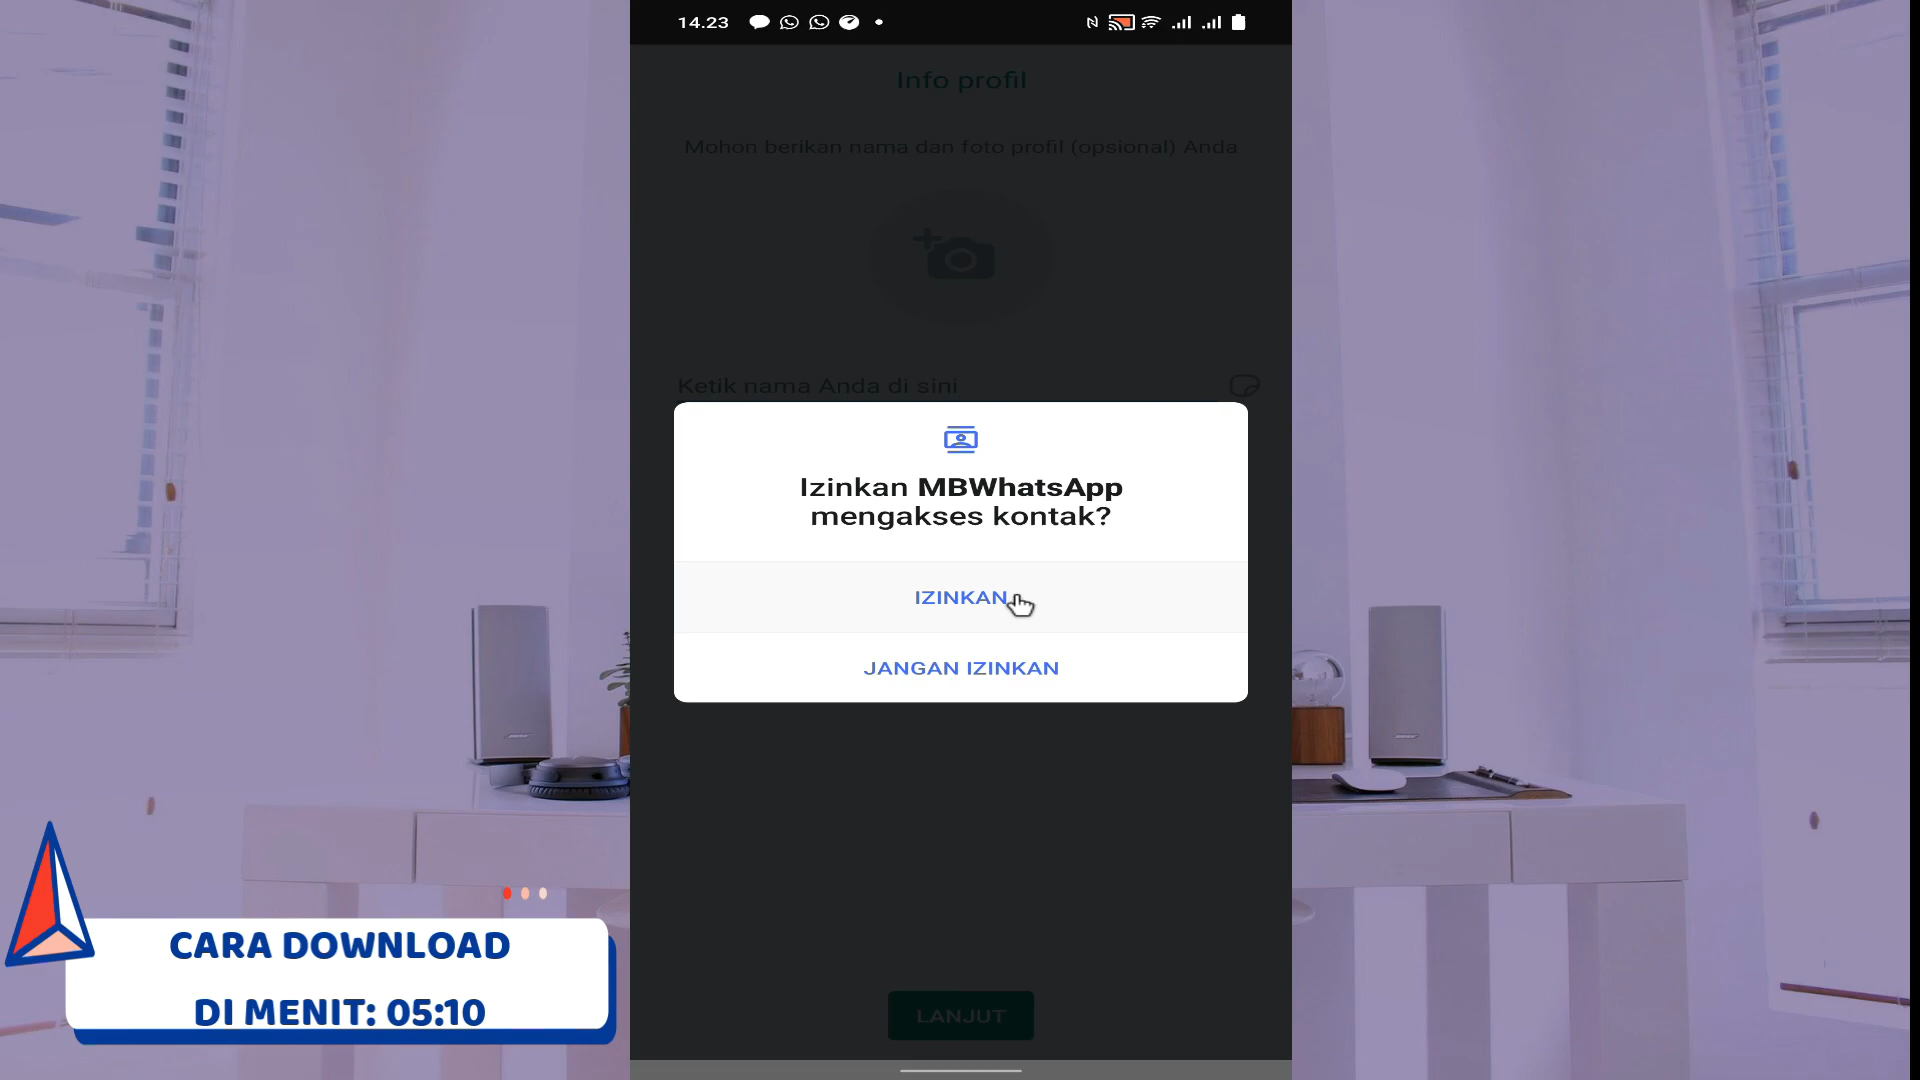 14.23
Info profil
Mohon berikan nama dan foto profil (opsional) Anda
Ketik nama Anda di sini
Izinkan MBWhatsApp
mengakses kontak?
IZINKAN
JANGAN IZINKAN
LANJUT
CARA DOWNLOAD
DI MENIT: 05:10